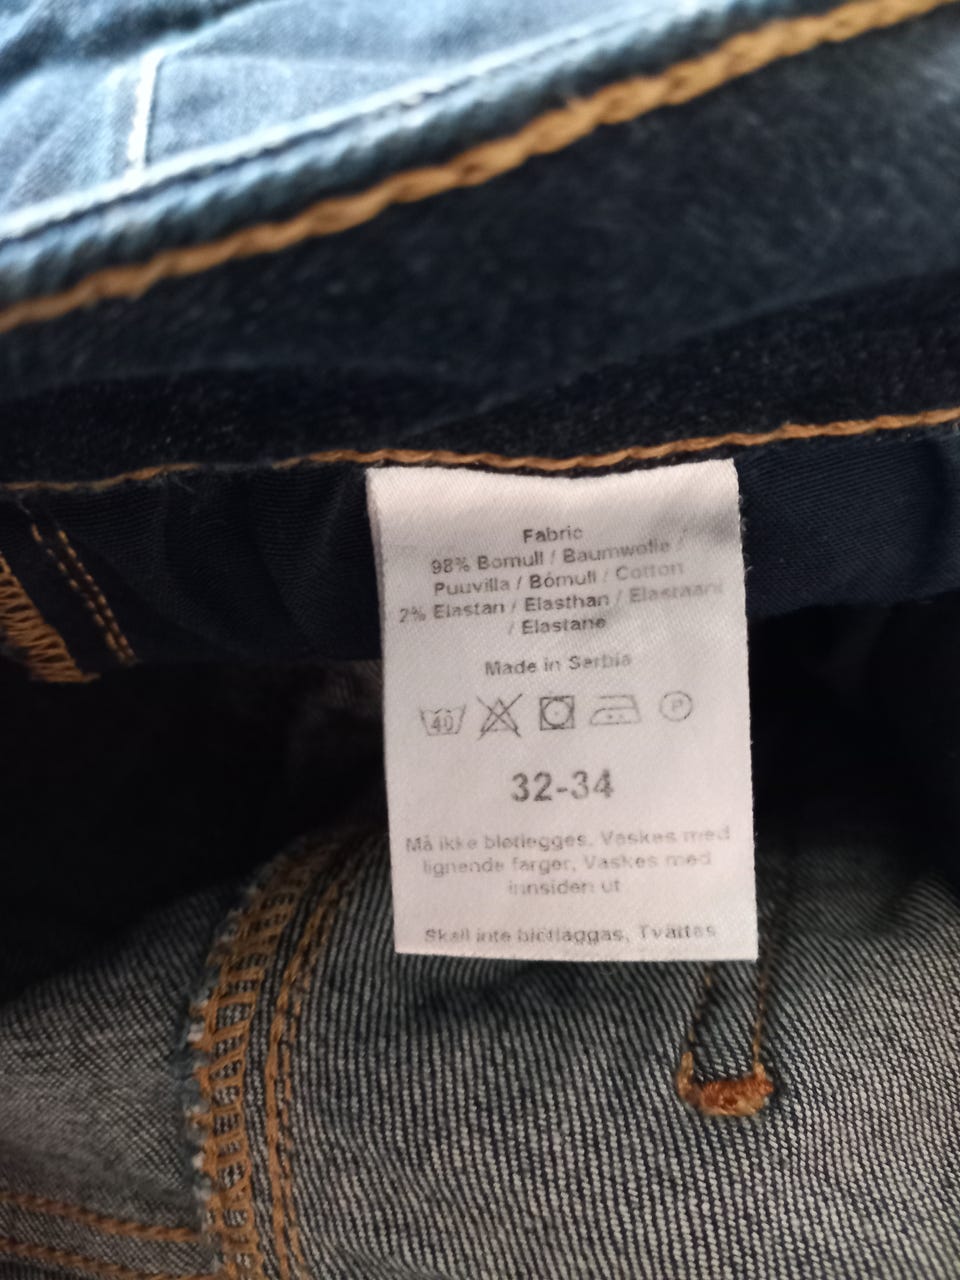 Fabric
98% Bomull / Baumwolle /
Puuvilla / Bómull / Cotton
2% Elastan / Elasthan / Elastaani
/ Elastane
Made in Serbia
40 P
32-34
Må ikke bløtlegges, Vaskes med
lignende farger, Vaskes med
innsiden ut
Skall inte blötläggas, Tvättas